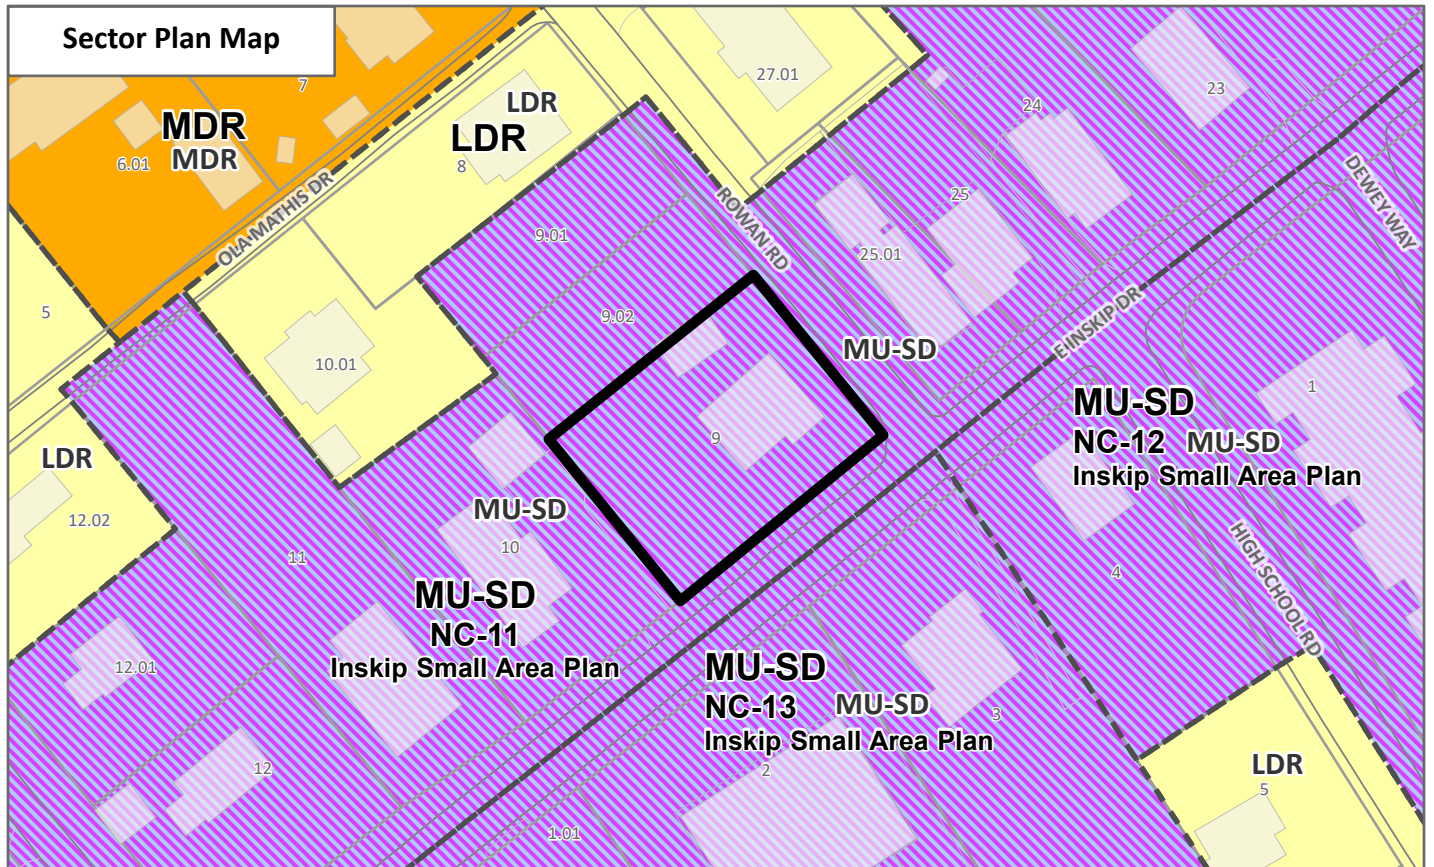 Sector Plan Map
7
MDR
MDR
6.01
LDR
LDR
8
27.01
23
24
25
25.01
DEWEY WAY
OLA MATHIS DR
ROWAN RD
E INSKIP DR
5
9.01
9.02
10.01
9
MU-SD
1
MU-SD
NC-12 MU-SD
Inskip Small Area Plan
LDR
12.02
MU-SD
10
11
MU-SD
NC-11
Inskip Small Area Plan
4
HIGH SCHOOL RD
12.01
MU-SD
NC-13 MU-SD
Inskip Small Area Plan
3
12
2
1.01
LDR
5